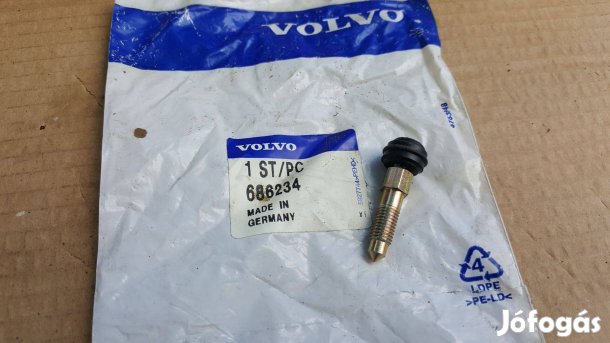 VOLVO
VOLVO
1 ST/PC
686234
MADE IN
GERMANY
4
LDPE
>PE-LD<
Jófogás